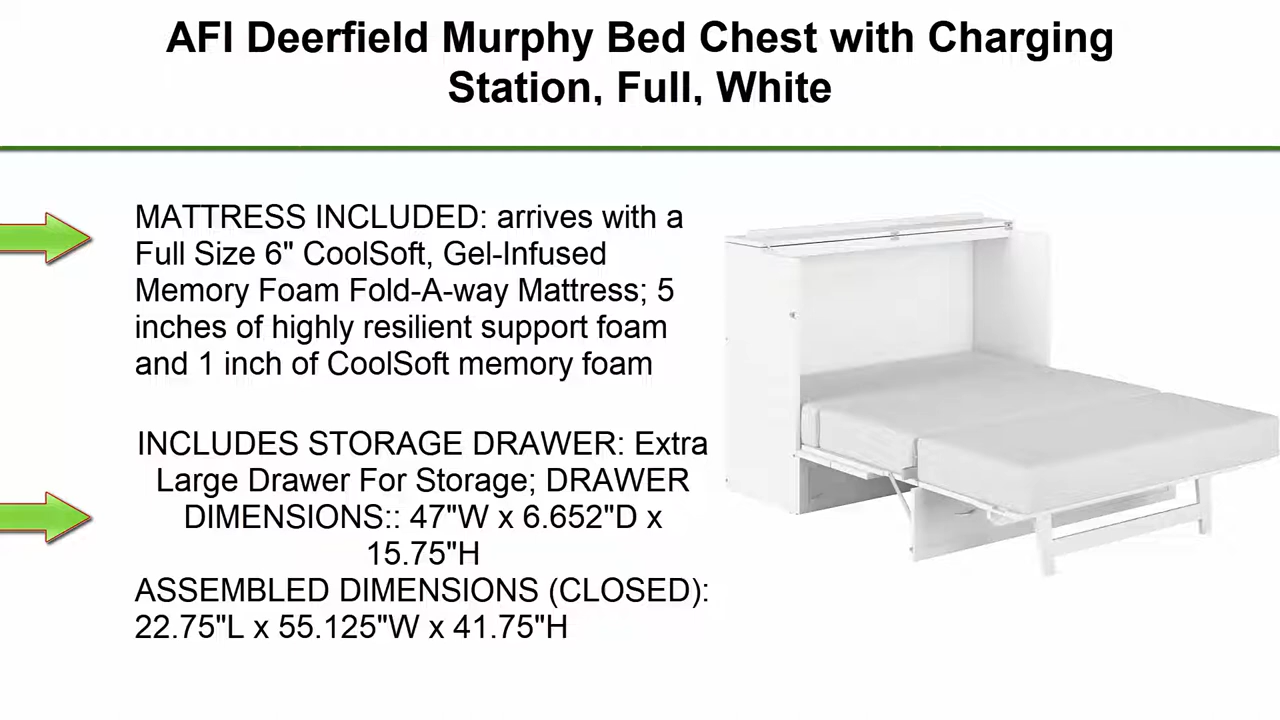 AFI Deerfield Murphy Bed Chest with Charging
Station, Full, White
MATTRESS INCLUDED: arrives with a
Full Size 6" CoolSoft, Gel-Infused
Memory Foam Fold-A-way Mattress; 5
inches of highly resilient support foam
and 1 inch of CoolSoft memory foam
INCLUDES STORAGE DRAWER: Extra
Large Drawer For Storage; DRAWER
DIMENSIONS:: 47"W x 6.652"D x
15.75"H
ASSEMBLED DIMENSIONS (CLOSED):
22.75"L x 55.125"W x 41.75"H